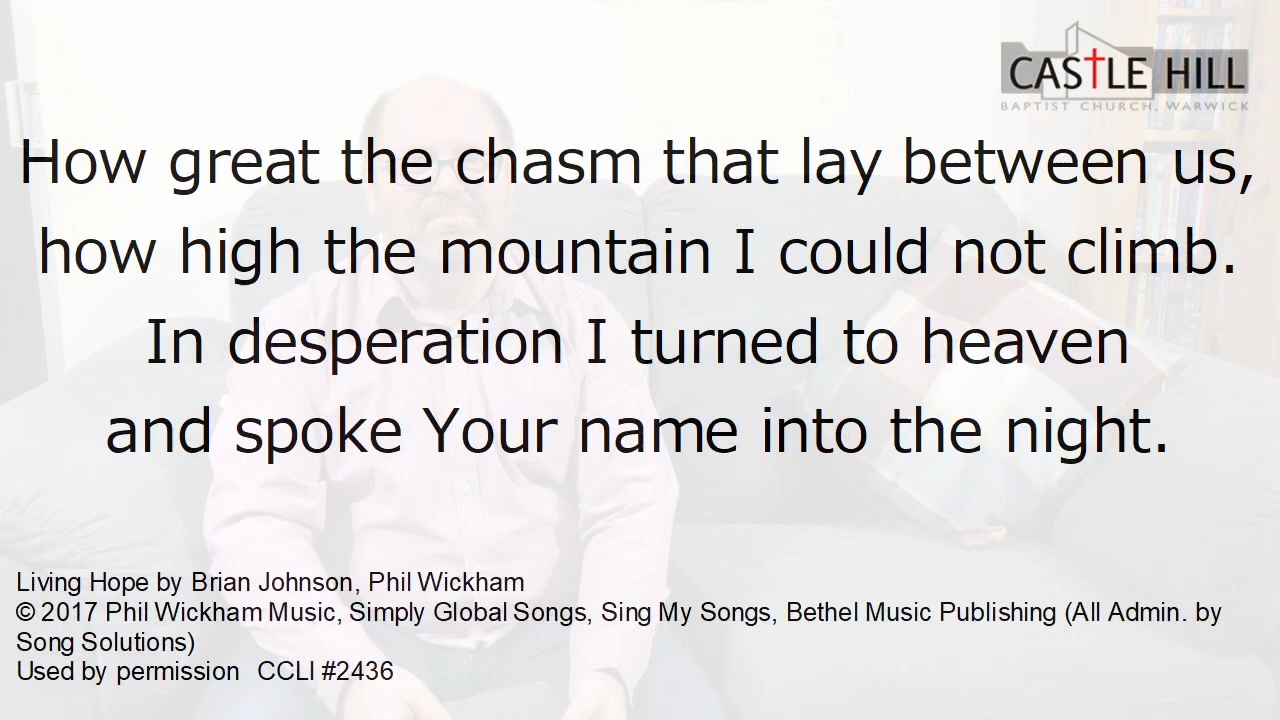 CASTLE HILL
BAPTIST CHURCH, WARWICK
How great the chasm that lay between us,
how high the mountain I could not climb.
In desperation I turned to heaven
and spoke Your name into the night.
Living Hope by Brian Johnson, Phil Wickham
© 2017 Phil Wickham Music, Simply Global Songs, Sing My Songs, Bethel Music Publishing (All Admin. by
Song Solutions)
Used by permission CCLI #2436